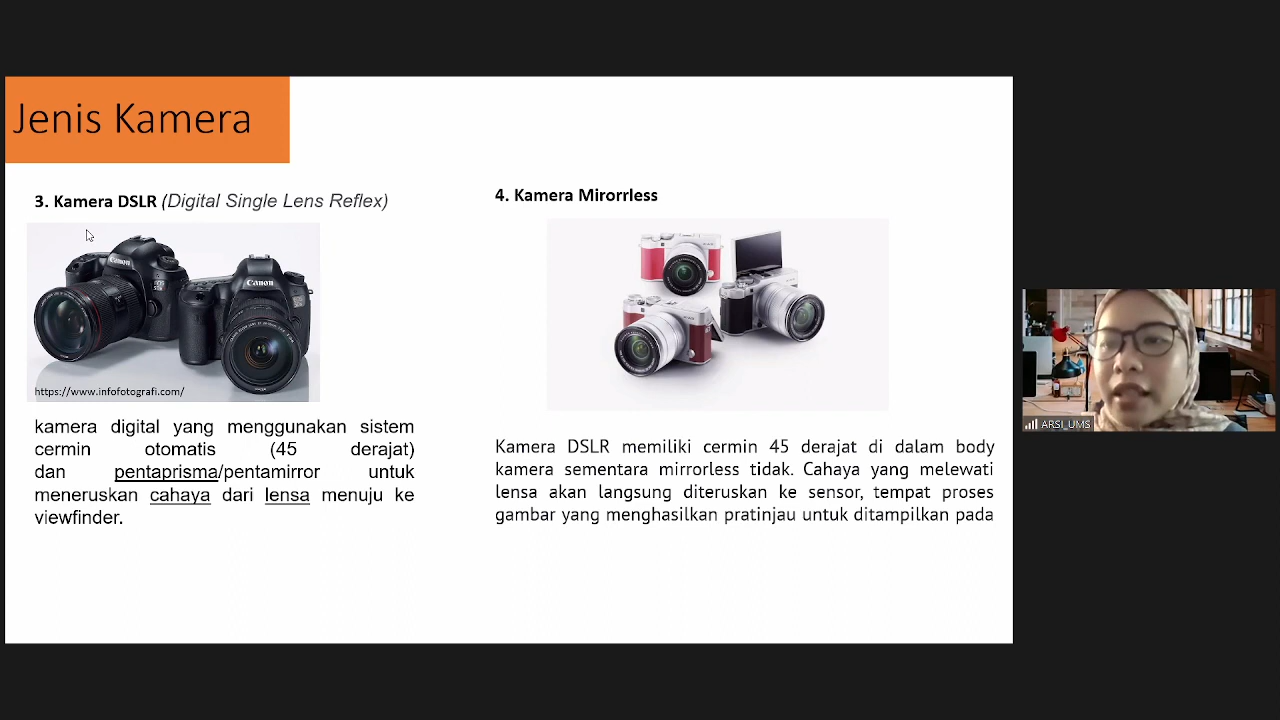 Jenis Kamera
3. Kamera DSLR (Digital Single Lens Reflex)
Canon
Canon
https://www.infofotografi.com/
kamera digital yang menggunakan sistem
cermin otomatis (45 derajat)
dan pentaprisma/pentamirror untuk
meneruskan cahaya dari lensa menuju ke
viewfinder.
4. Kamera Mirorrless
Kamera DSLR memiliki cermin 45 derajat di dalam body
kamera sementara mirrorless tidak. Cahaya yang melewati
lensa akan langsung diteruskan ke sensor, tempat proses
gambar yang menghasilkan pratinjau untuk ditampilkan pada
ARSI_UMS